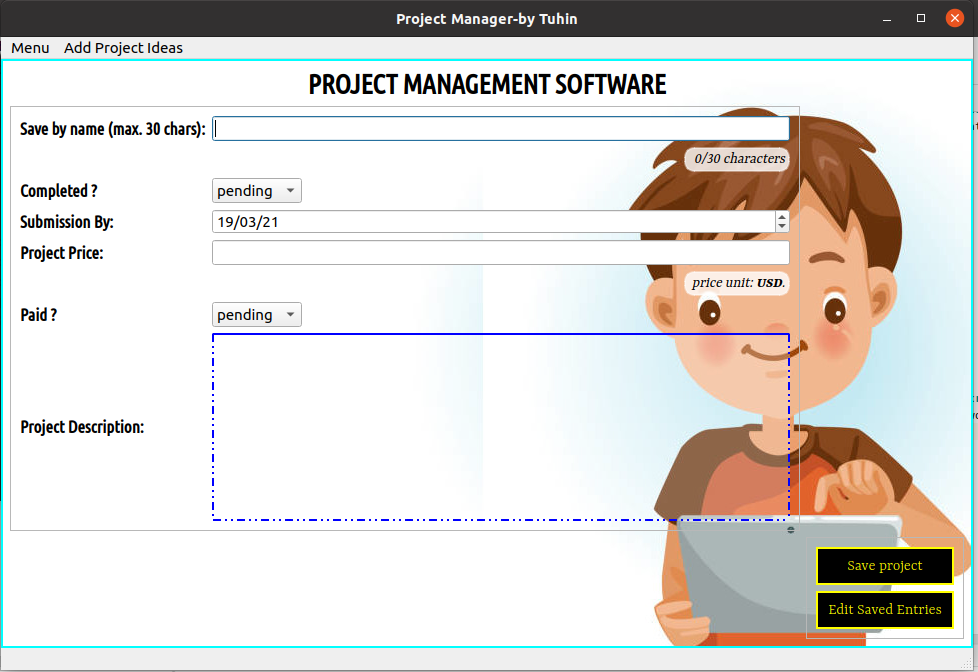 Project Manager-by Tuhin
Menu Add Project Ideas
PROJECT MANAGEMENT SOFTWARE
Save by name (max. 30 chars):
0/30 characters
Completed ? pending
Submission By: 19/03/21
Project Price:
price unit: USD.
Paid ? pending
Project Description:
Save project
Edit Saved Entries